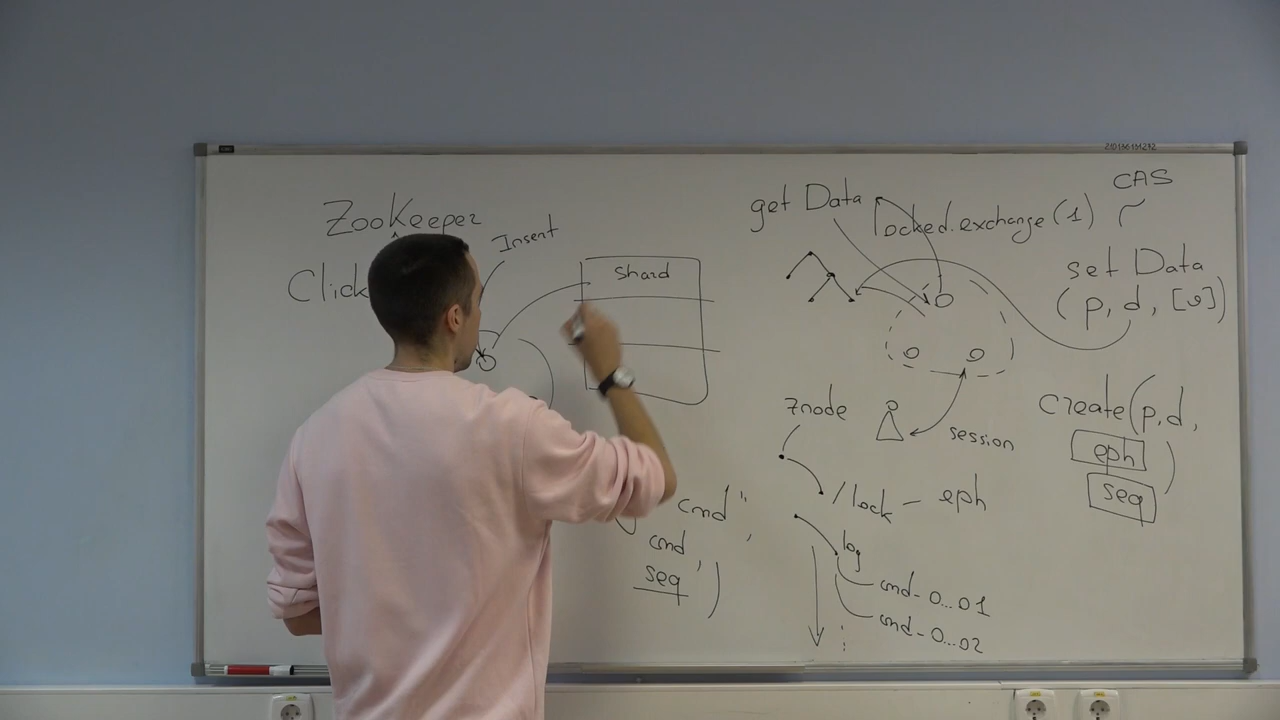 ZooKeeper
Click
Insert
Shard
cmd"
cmd'
seq )
get Data
locked.exchange(1)
CAS
set Data
(p, d, [v])
znode
session
/lock - eph
log
cmd-0...01
cmd-0...02
create(p,d,
eph
seq )